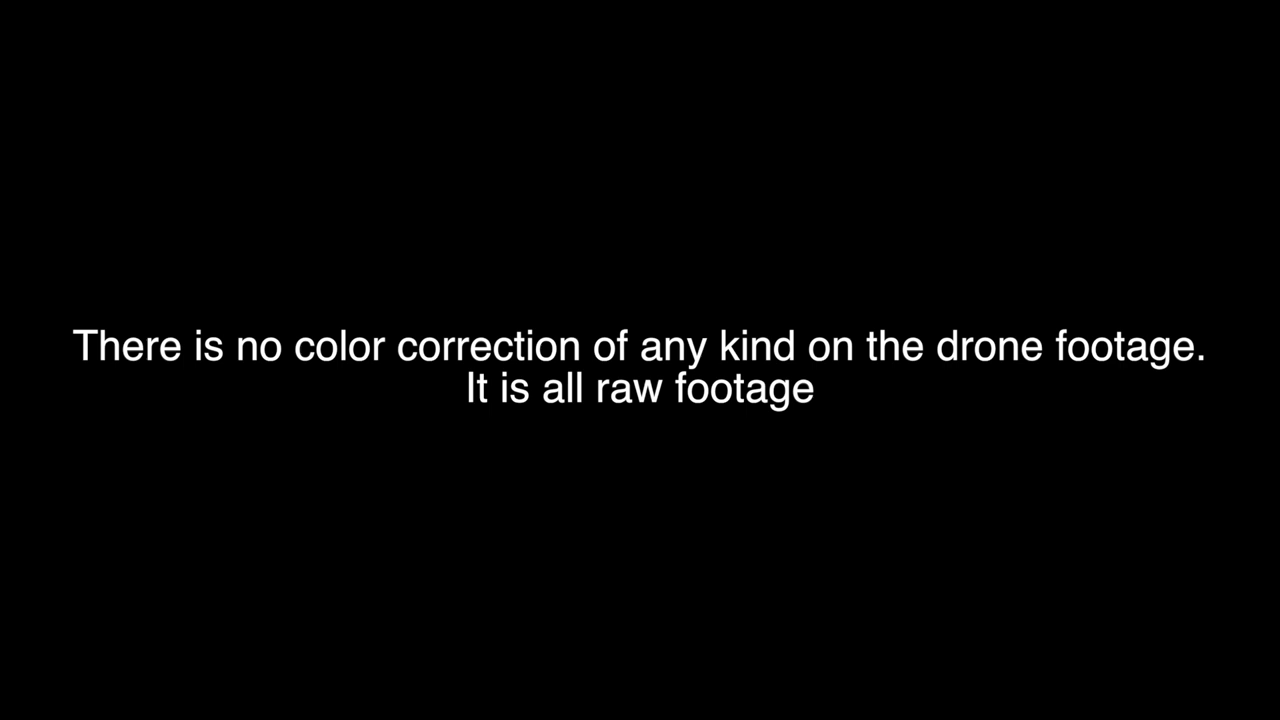 There is no color correction of any kind on the drone footage.
It is all raw footage